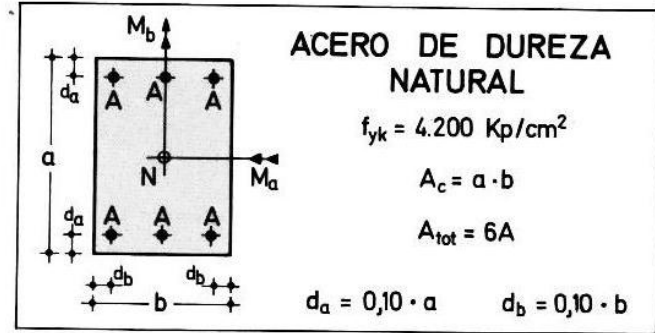 M_b
ACERO DE DUREZA
NATURAL
d_a
A A A
f_yk = 4.200 Kp/cm²
a
N
M_a
A_c = a · b
A A A
d_a
A_tot = 6A
d_b d_b
b
d_a = 0,10 · a d_b = 0,10 · b